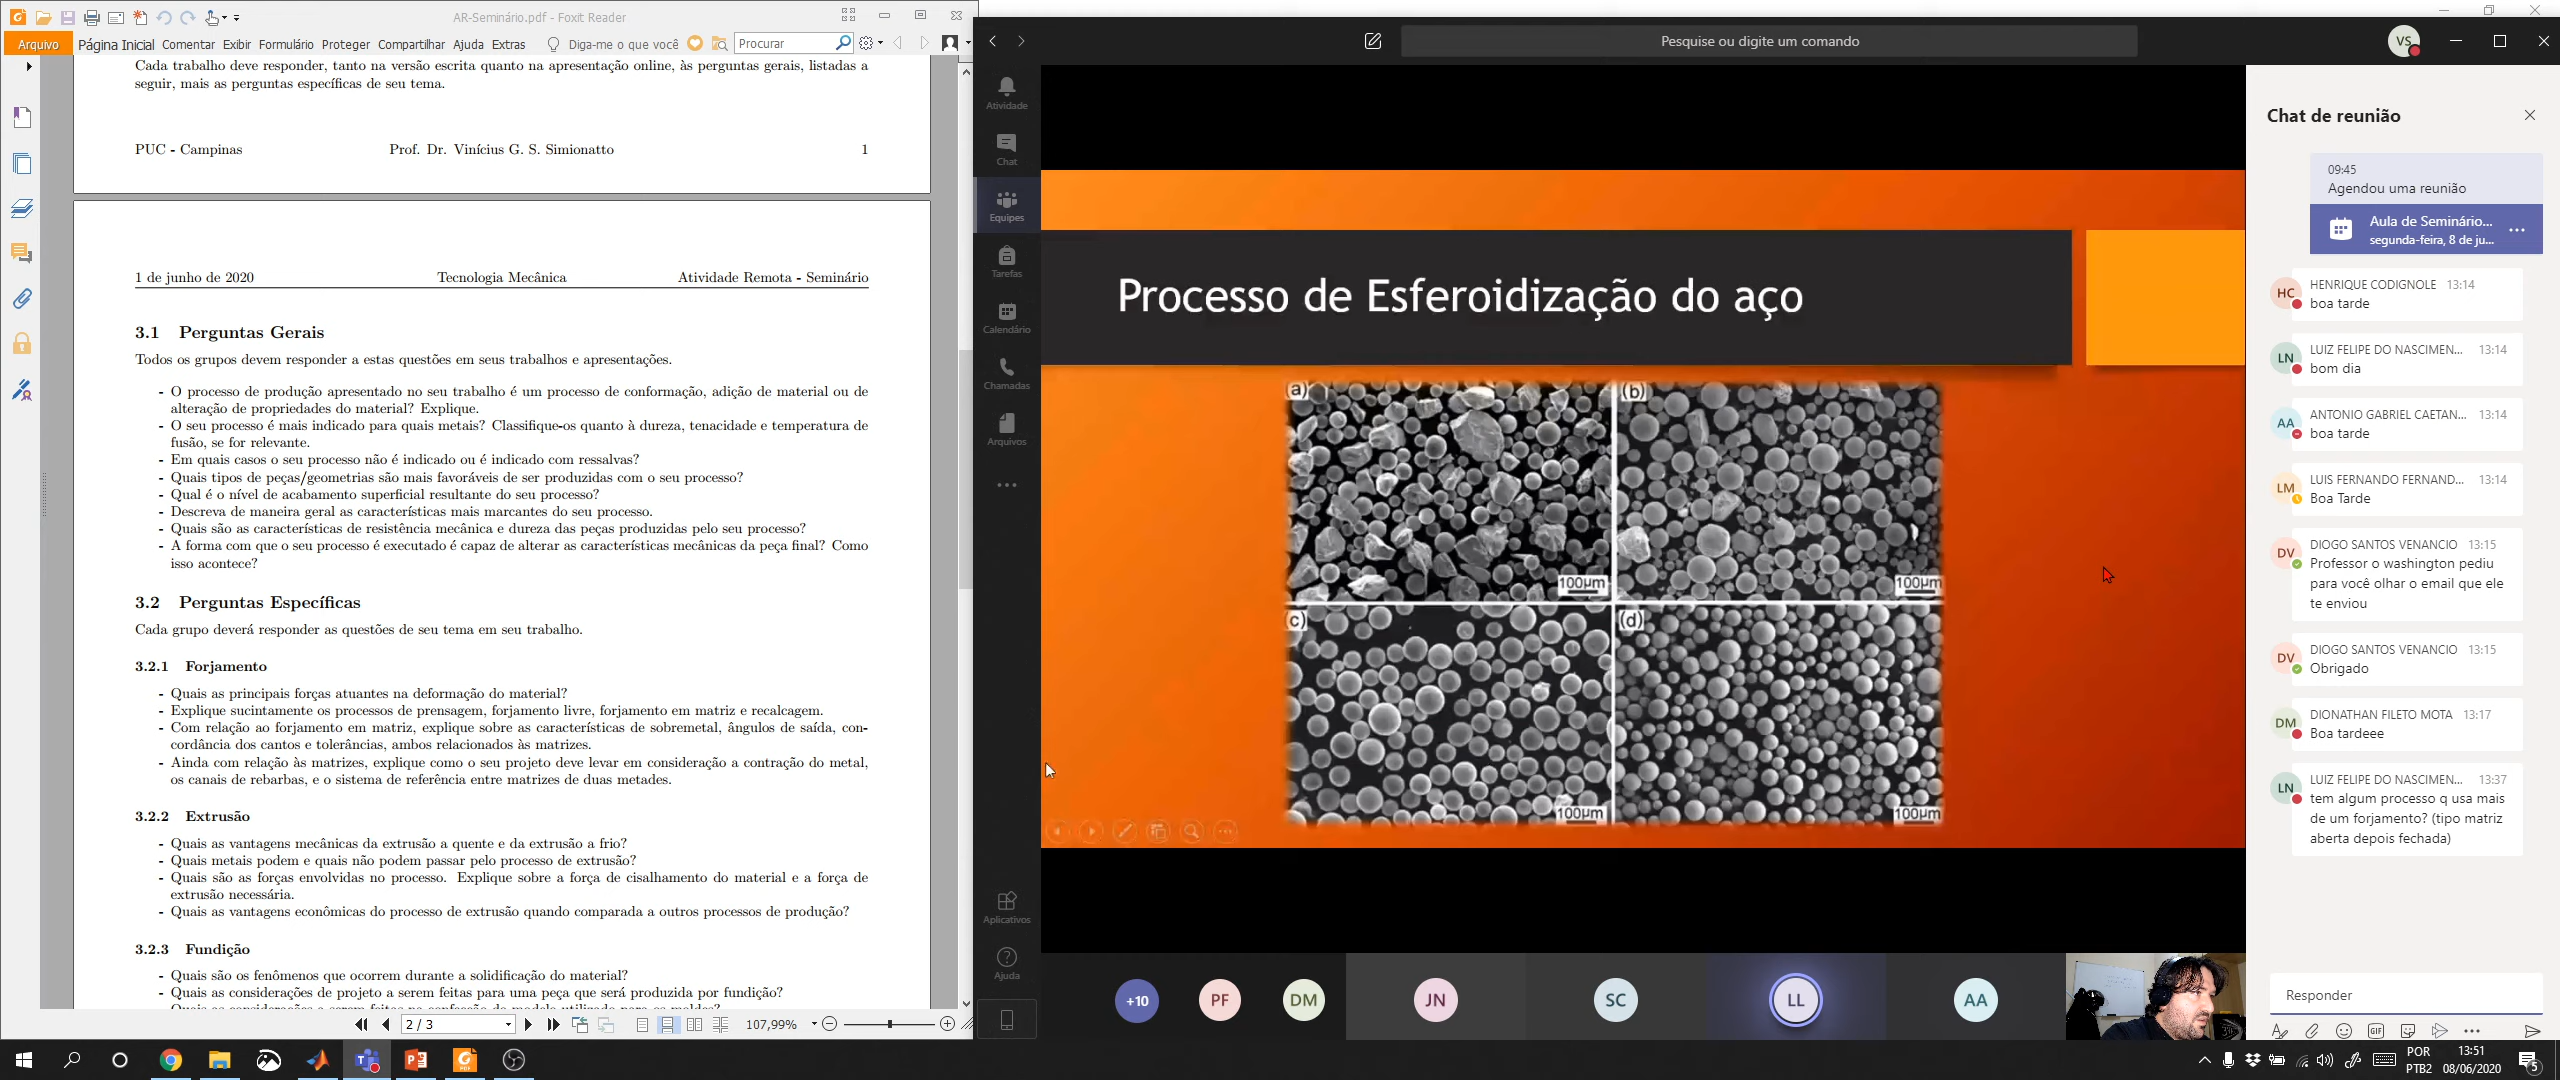 AR-Seminário.pdf - Foxit Reader
Arquivo Página Inicial Comentar Exibir Formulário Proteger Compartilhar Ajuda Extras Diga-me o que você Procurar
Cada trabalho deve responder, tanto na versão escrita quanto na apresentação online, às perguntas gerais, listadas a
seguir, mais as perguntas específicas de seu tema.
PUC - Campinas Prof. Dr. Vinícius G. S. Simionatto 1
1 de junho de 2020 Tecnologia Mecânica Atividade Remota - Seminário
3.1 Perguntas Gerais
Todos os grupos devem responder a estas questões em seus trabalhos e apresentações.
- O processo de produção apresentado no seu trabalho é um processo de conformação, adição de material ou de
alteração de propriedades do material? Explique.
- O seu processo é mais indicado para quais metais? Classifique-os quanto à dureza, tenacidade e temperatura de
fusão, se for relevante.
- Em quais casos o seu processo não é indicado ou é indicado com ressalvas?
- Quais tipos de peças/geometrias são mais favoráveis de ser produzidas com o seu processo?
- Qual é o nível de acabamento superficial resultante do seu processo?
- Descreva de maneira geral as características mais marcantes do seu processo.
- Quais são as características de resistência mecânica e dureza das peças produzidas pelo seu processo?
- A forma com que o seu processo é executado é capaz de alterar as características mecânicas da peça final? Como
isso acontece?
3.2 Perguntas Específicas
Cada grupo deverá responder as questões de seu tema em seu trabalho.
3.2.1 Forjamento
- Quais as principais forças atuantes na deformação do material?
- Explique sucintamente os processos de prensagem, forjamento livre, forjamento em matriz e recalcagem.
- Com relação ao forjamento em matriz, explique sobre as características de sobremetal, ângulos de saída, con-
cordância dos cantos e tolerâncias, ambos relacionados às matrizes.
- Ainda com relação às matrizes, explique como o seu projeto deve levar em consideração a contração do metal,
os canais de rebarbas, e o sistema de referência entre matrizes de duas metades.
3.2.2 Extrusão
- Quais as vantagens mecânicas da extrusão a quente e da extrusão a frio?
- Quais metais podem e quais não podem passar pelo processo de extrusão?
- Quais são as forças envolvidas no processo. Explique sobre a força de cisalhamento do material e a força de
extrusão necessária.
- Quais as vantagens econômicas do processo de extrusão quando comparada a outros processos de produção?
3.2.3 Fundição
- Quais são os fenômenos que ocorrem durante a solidificação do material?
- Quais as considerações de projeto a serem feitas para uma peça que será produzida por fundição?
2 / 3
107,99%
Pesquise ou digite um comando
VS
Atividade
Chat
Equipes
Tarefas
Calendário
Chamadas
Arquivos
Aplicativos
Ajuda
Processo de Esferoidização do aço
(a) (b)
100µm 100µm
(c) (d)
100µm 100µm
+10 PF DM JN SC LL AA
Chat de reunião
09:45
Agendou uma reunião
Aula de Seminário...
segunda-feira, 8 de ju...
HC HENRIQUE CODIGNOLE 13:14
boa tarde
LN LUIZ FELIPE DO NASCIMEN... 13:14
bom dia
AA ANTONIO GABRIEL CAETAN... 13:14
boa tarde
LM LUIS FERNANDO FERNAND... 13:14
Boa Tarde
DV DIOGO SANTOS VENANCIO 13:15
Professor o washington pediu
para você olhar o email que ele
te enviou
DV DIOGO SANTOS VENANCIO 13:15
Obrigado
DM DIONATHAN FILETO MOTA 13:17
Boa tardeee
LN LUIZ FELIPE DO NASCIMEN... 13:37
tem algum processo q usa mais
de um forjamento? (tipo matriz
aberta depois fechada)
Responder
GIF
POR
PTB2
13:51
08/06/2020
5